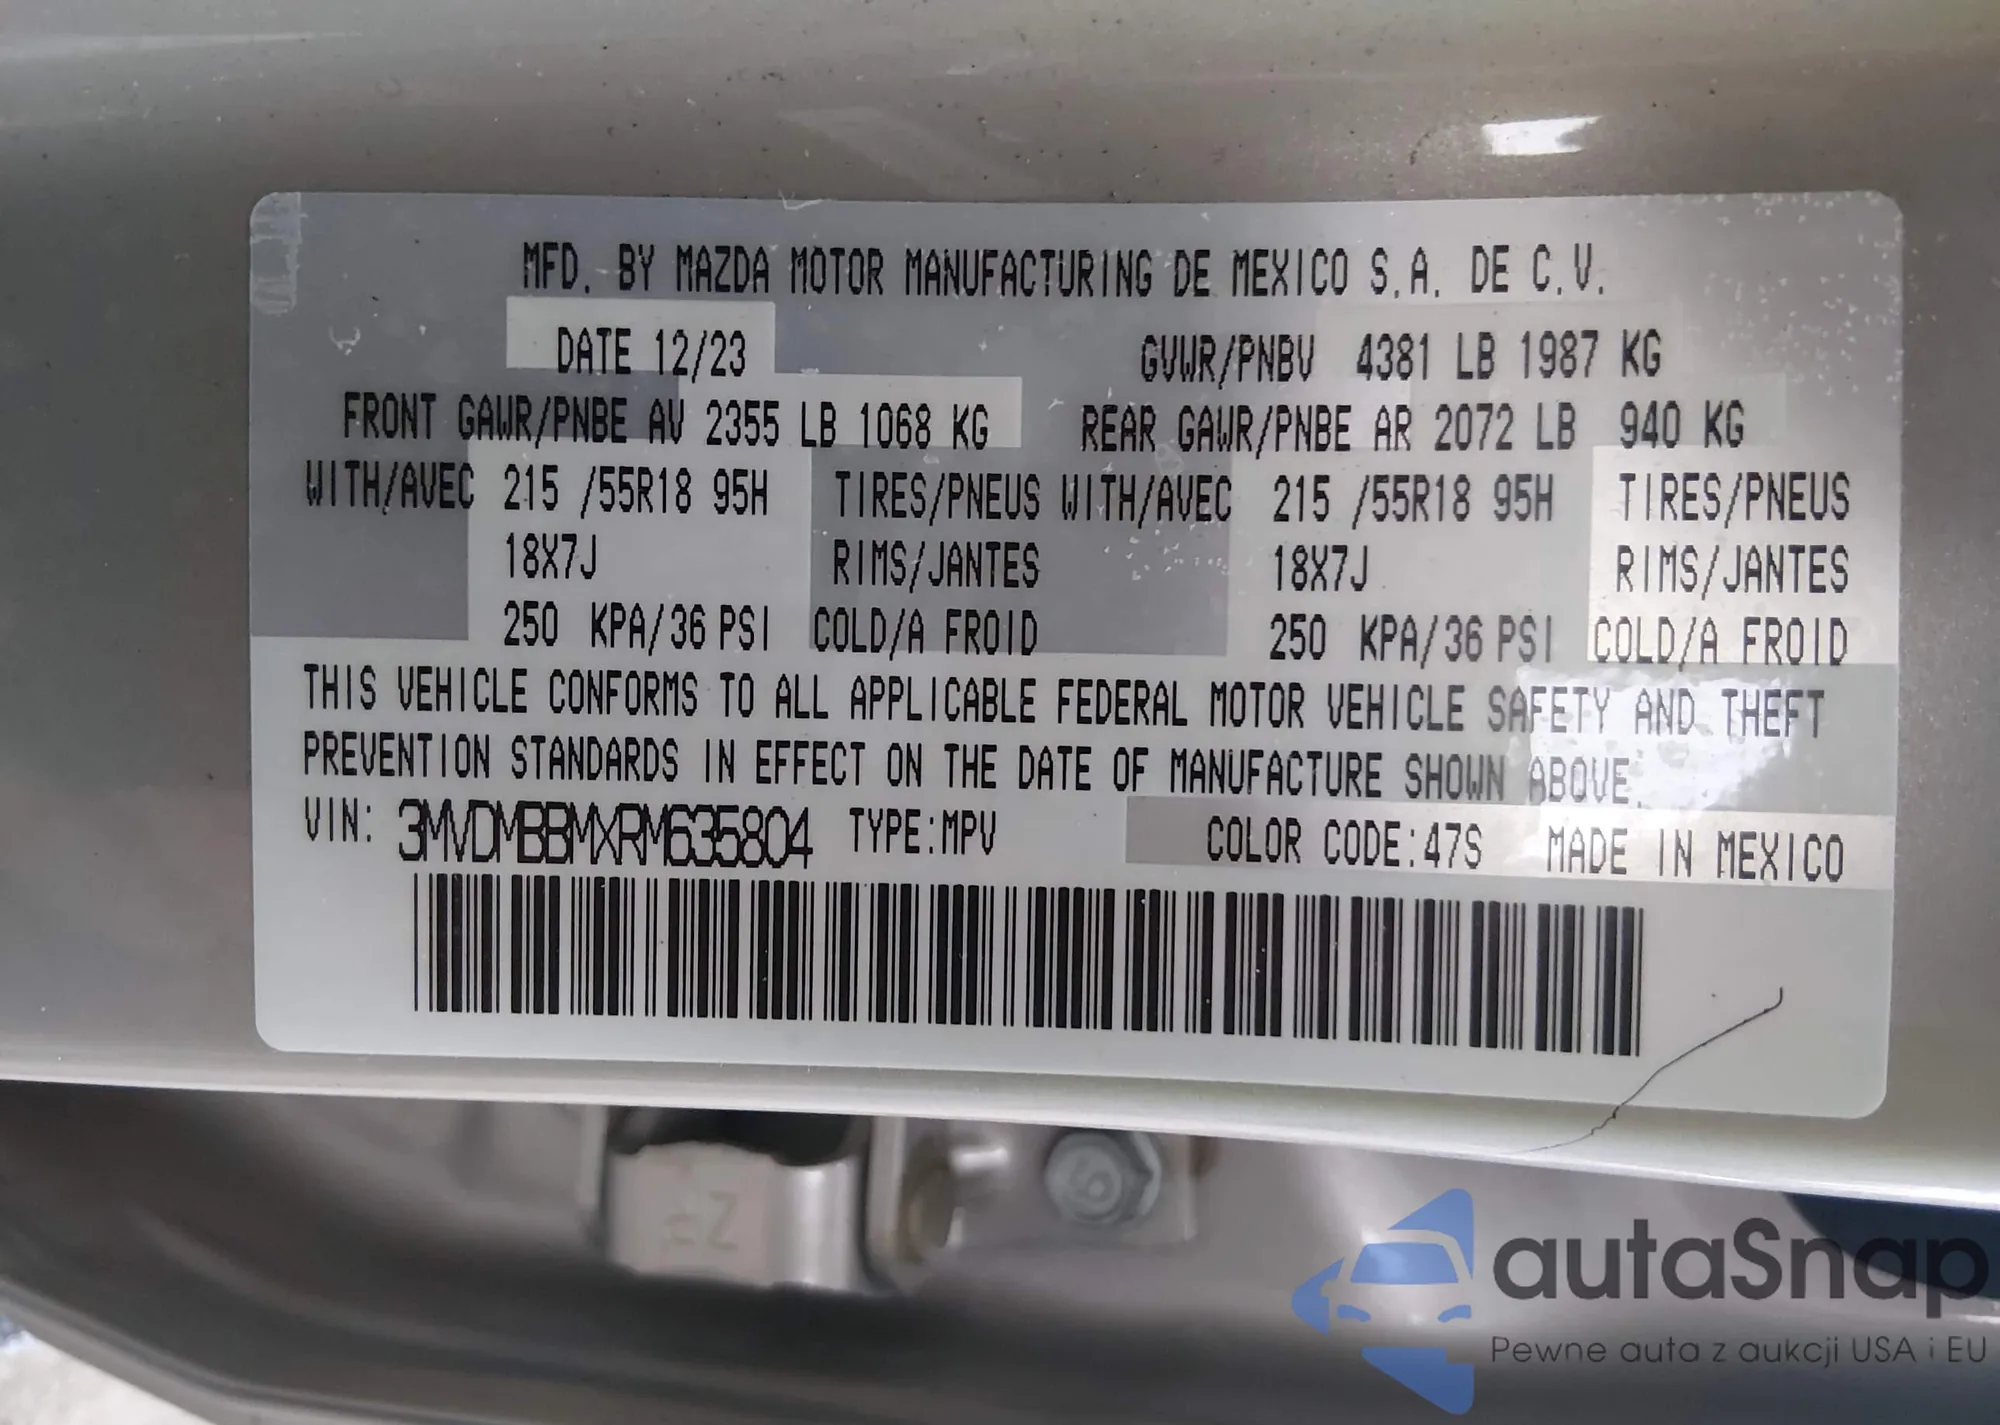 MFD. BY MAZDA MOTOR MANUFACTURING DE MEXICO S.A. DE C.V.
DATE 12/23 GVWR/PNBV 4381 LB 1987 KG
FRONT GAWR/PNBE AV 2355 LB 1068 KG REAR GAWR/PNBE AR 2072 LB 940 KG
WITH/AVEC 215 /55R18 95H TIRES/PNEUS WITH/AVEC 215 /55R18 95H TIRES/PNEUS
18X7J RIMS/JANTES 18X7J RIMS/JANTES
250 KPA/36 PSI COLD/A FROID 250 KPA/36 PSI COLD/A FROID
THIS VEHICLE CONFORMS TO ALL APPLICABLE FEDERAL MOTOR VEHICLE SAFETY AND THEFT
PREVENTION STANDARDS IN EFFECT ON THE DATE OF MANUFACTURE SHOWN ABOVE.
VIN: 3MVDMBBMXRM635804 TYPE:MPV COLOR CODE:47S MADE IN MEXICO
autaSnap
Pewne auta z aukcji USA i EU